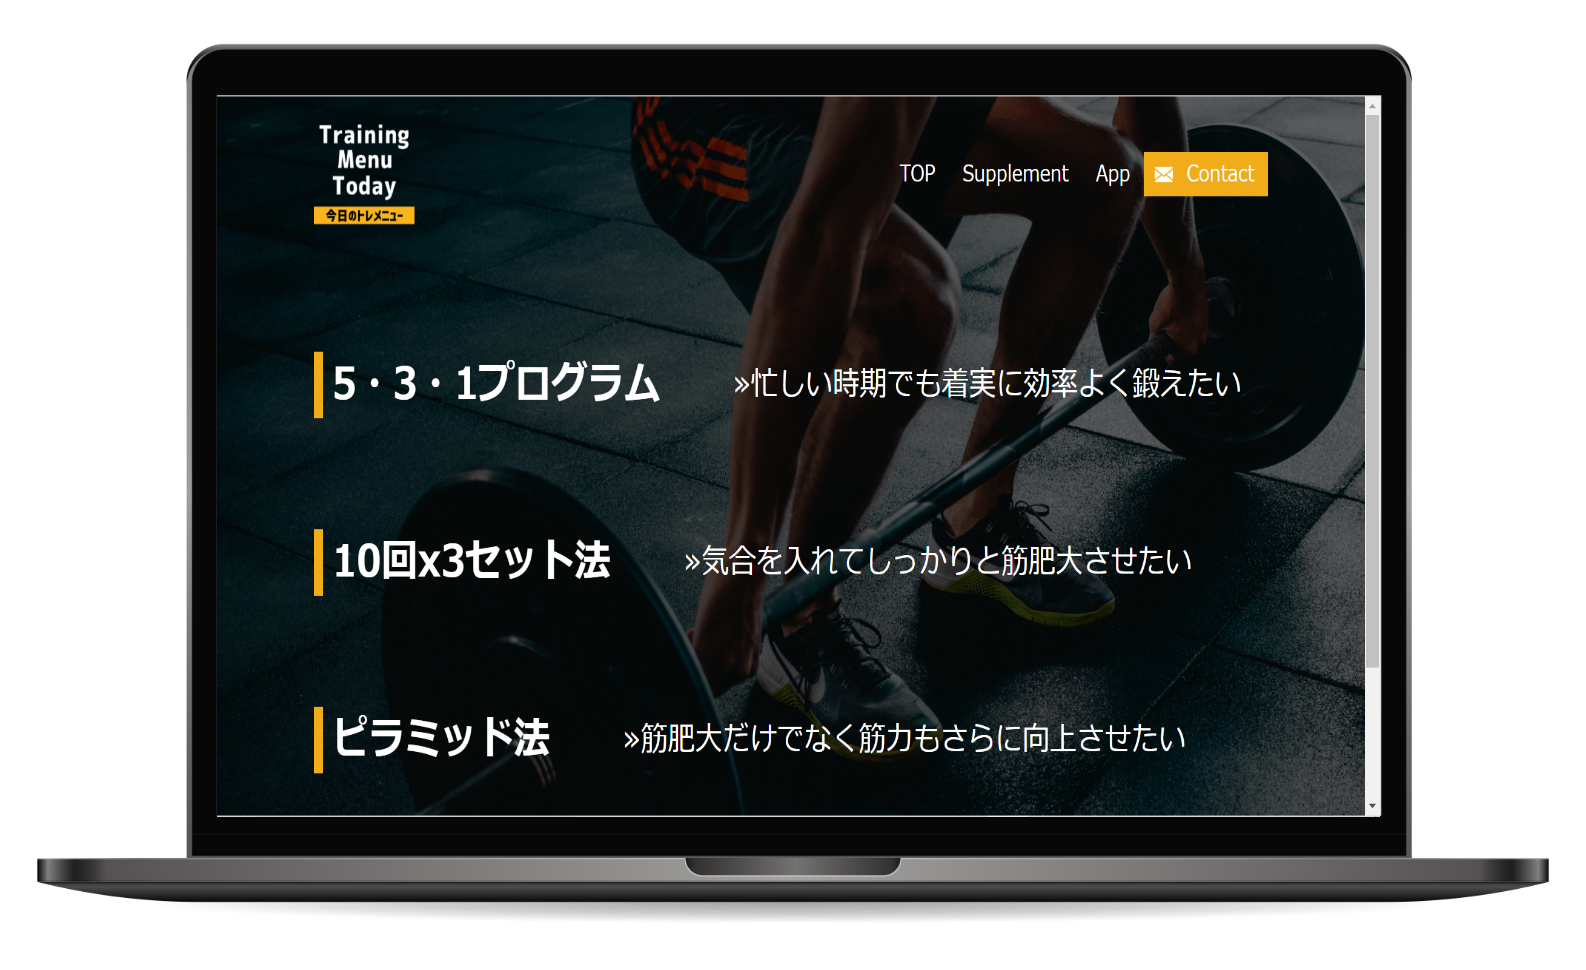 Training
Menu
Today
今日のトレメニュー
TOP Supplement App Contact
5・3・1プログラム »忙しい時期でも着実に効率よく鍛えたい
10回x3セット法 »気合を入れてしっかりと筋肥大させたい
ピラミッド法 »筋肥大だけでなく筋力もさらに向上させたい